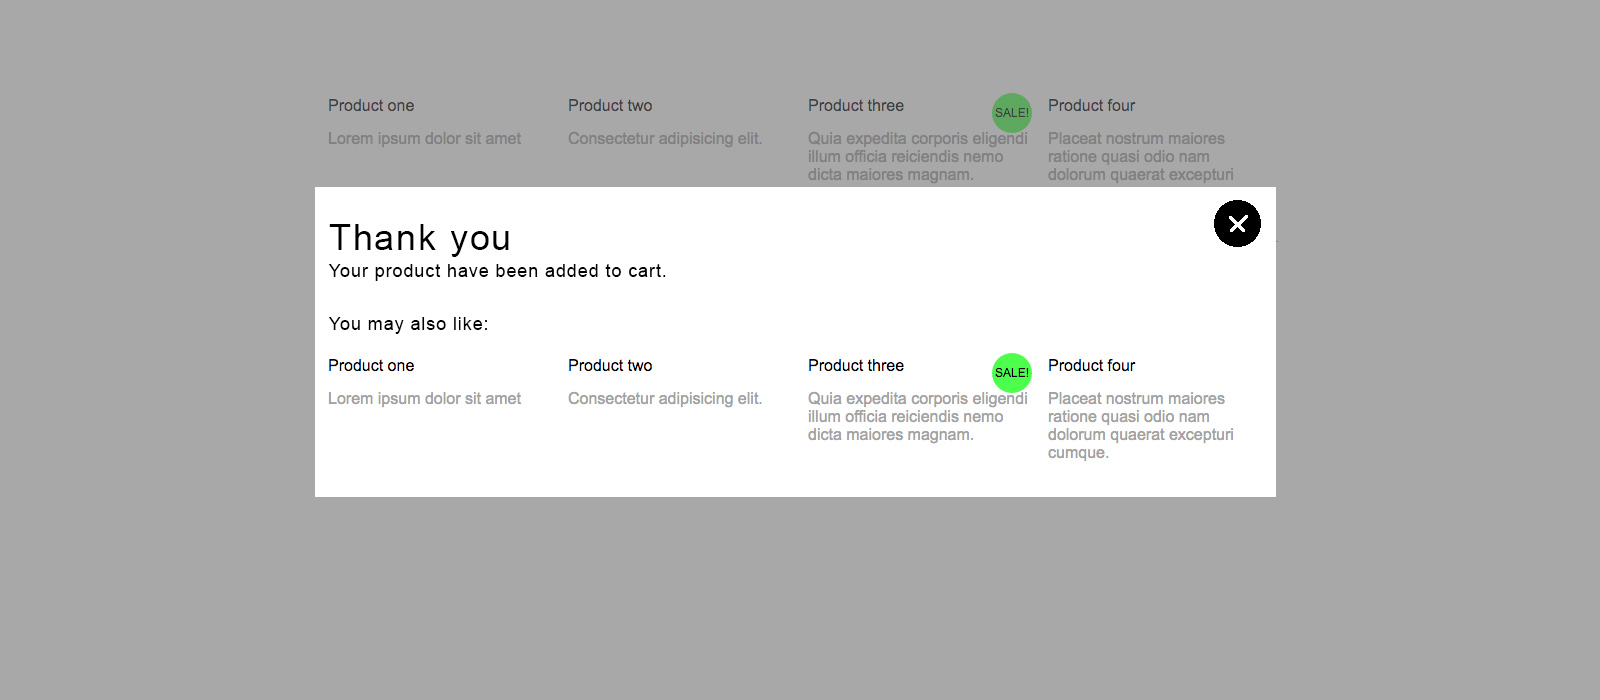 Product one
Product two
Product three
SALE!
Product four
Lorem ipsum dolor sit amet
Consectetur adipisicing elit.
Quia expedita corporis eligendi
illum officia reiciendis nemo
dicta maiores magnam.
Placeat nostrum maiores
ratione quasi odio nam
dolorum quaerat excepturi
Thank you
Your product have been added to cart.
You may also like:
Product one
Product two
Product three
SALE!
Product four
Lorem ipsum dolor sit amet
Consectetur adipisicing elit.
Quia expedita corporis eligendi
illum officia reiciendis nemo
dicta maiores magnam.
Placeat nostrum maiores
ratione quasi odio nam
dolorum quaerat excepturi
cumque.